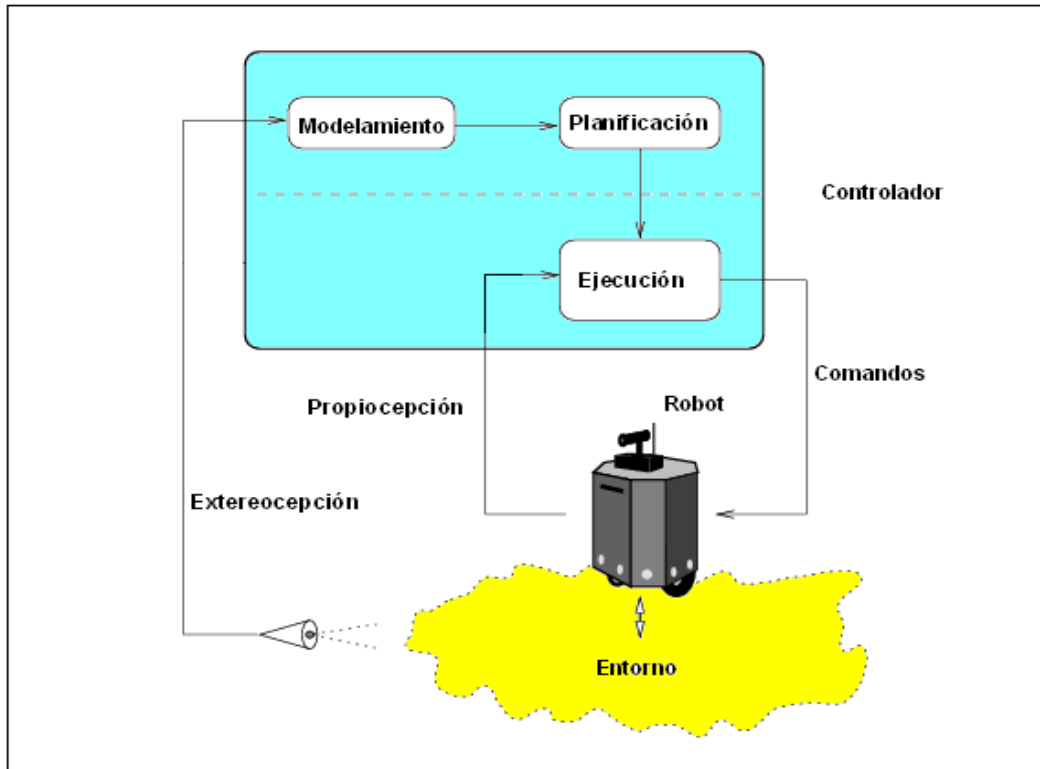 Modelamiento
Planificación
Controlador
Ejecución
Comandos
Propiocepción
Robot
Extereocepción
Entorno